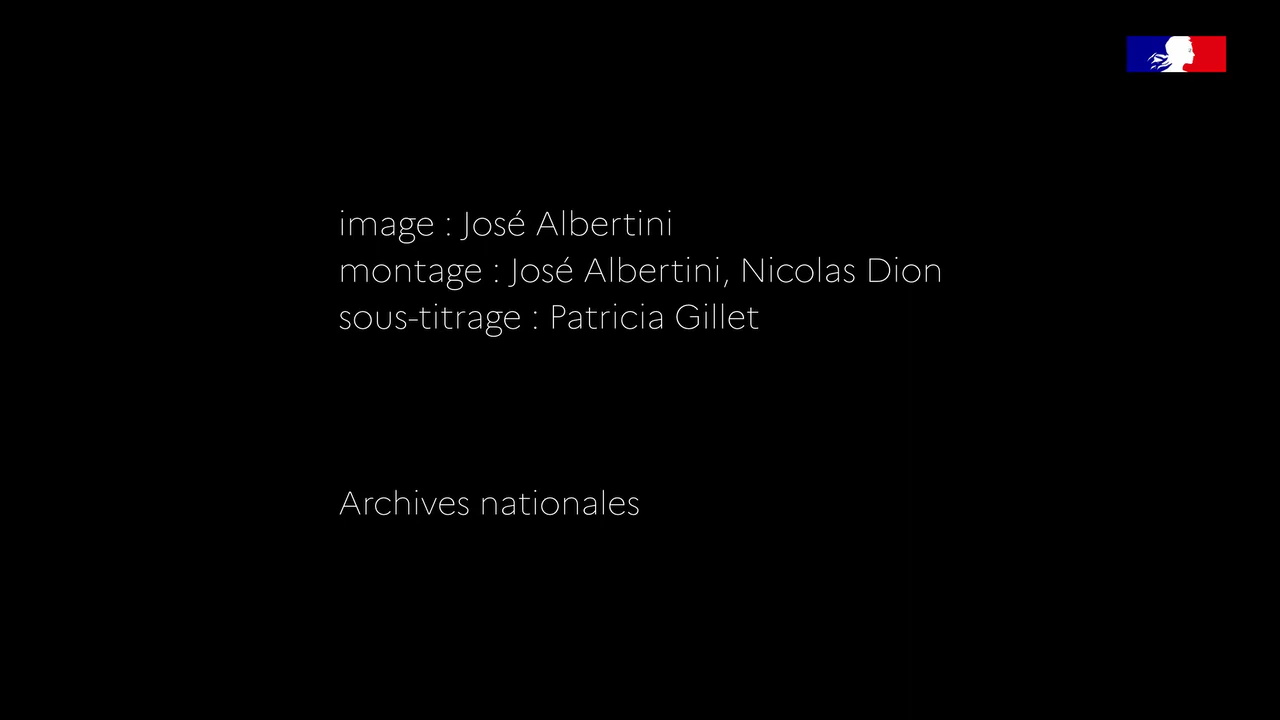 image : José Albertini
montage : José Albertini, Nicolas Dion
sous-titrage : Patricia Gillet
Archives nationales